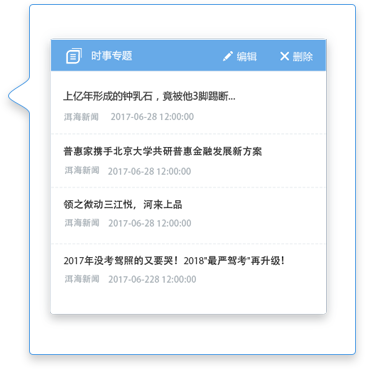 时事专题 编辑 删除
上亿年形成的钟乳石，竟被他3脚踢断...
洱海新闻 2017-06-28 12:00:00
普惠家携手北京大学共研普惠金融发展新方案
洱海新闻 2017-06-28 12:00:00
领之微动三江悦，河来上品
洱海新闻 2017-06-28 12:00:00
2017年没考驾照的又要哭！2018"最严驾考"再升级！
洱海新闻 2017-06-228 12:00:00